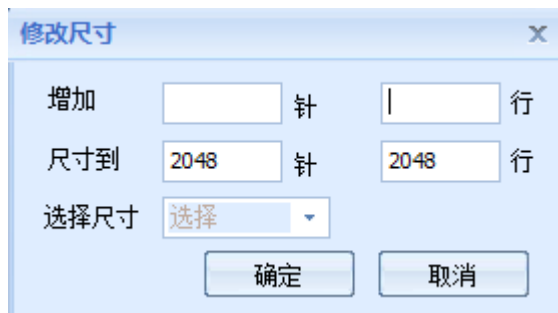 修改尺寸 x
增加 针 行
尺寸到 2048 针 2048 行
选择尺寸 选择
确定 取消